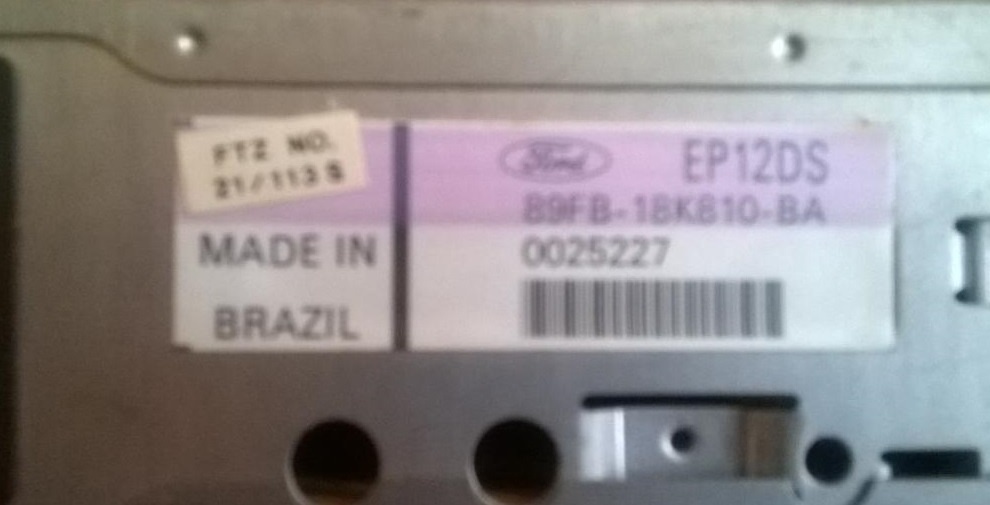 FTZ NO.
21/113 S
MADE IN
BRAZIL
Ford
EP12DS
89FB-18K810-BA
0025227